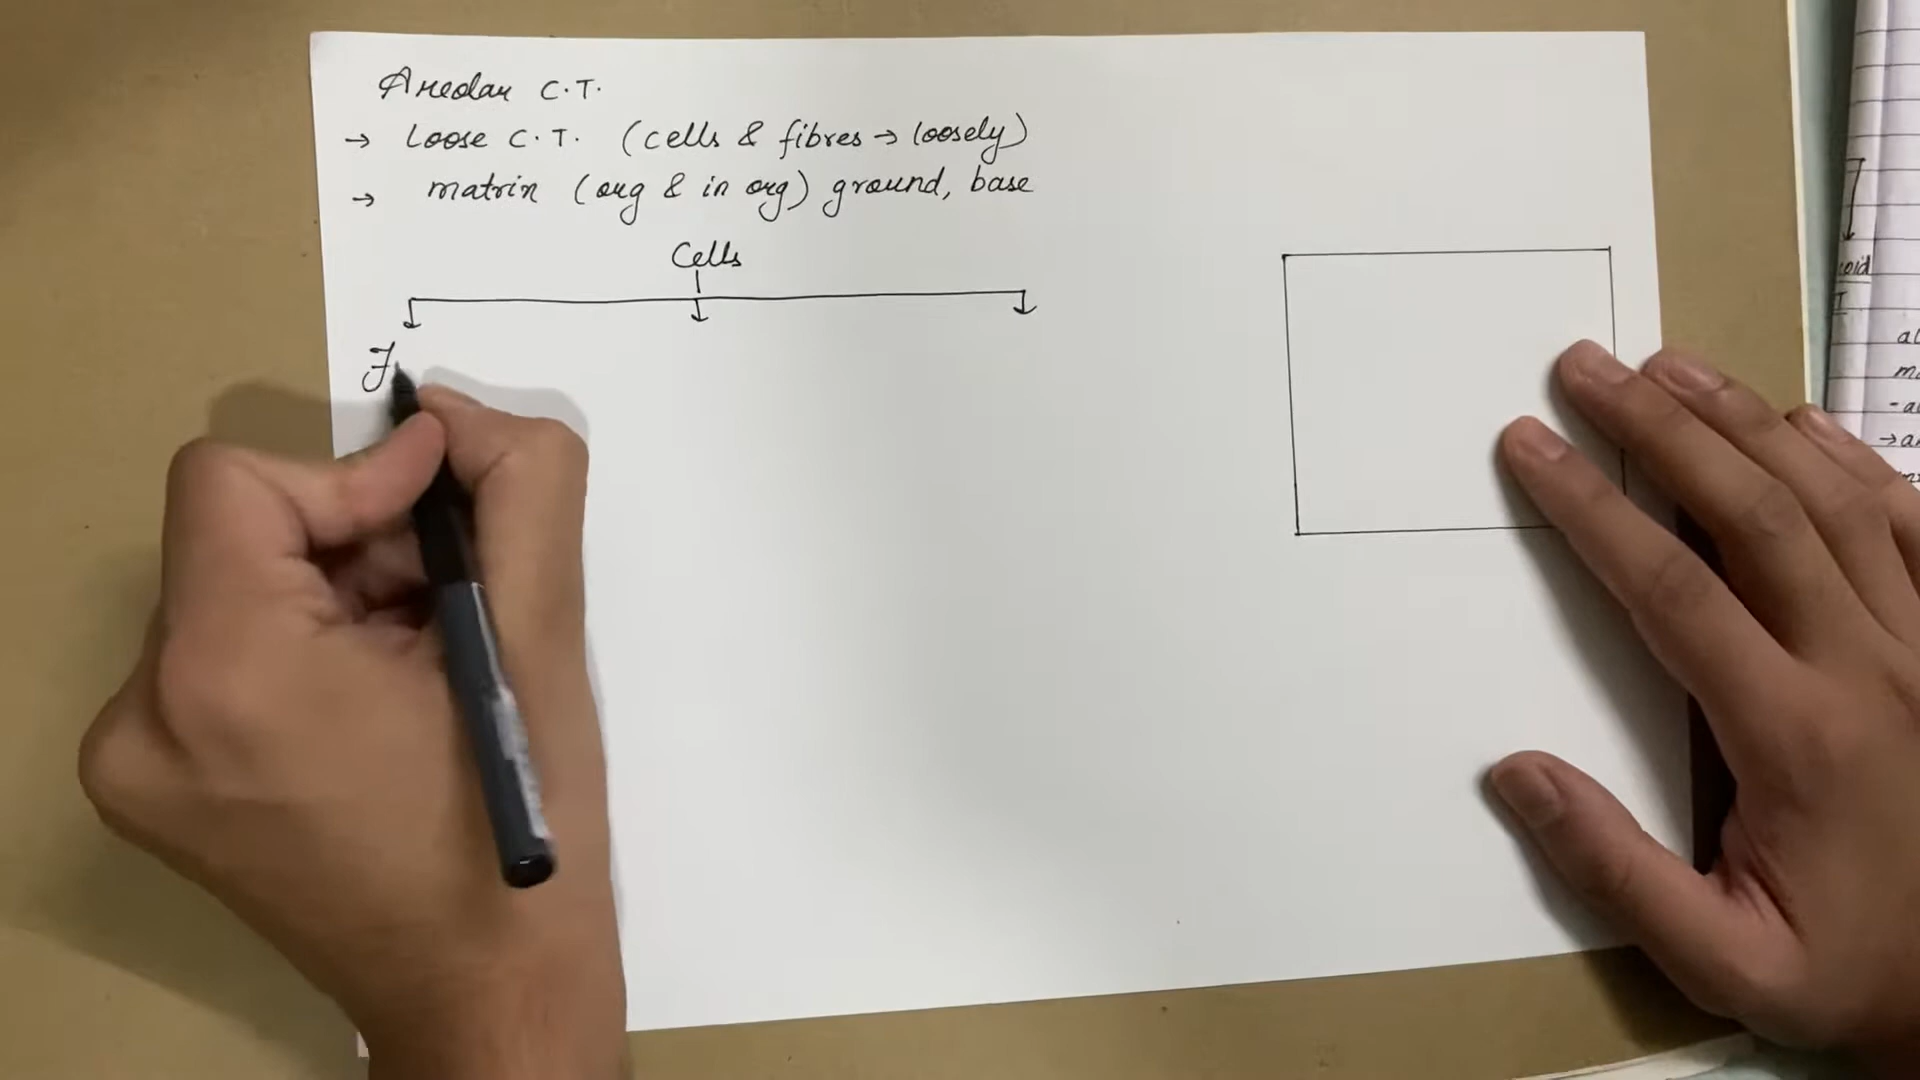 Areolar C.T.
→ Loose C.T. (cells & fibres → loosely)
→ matrix (org & in org) ground, base
Cells
F